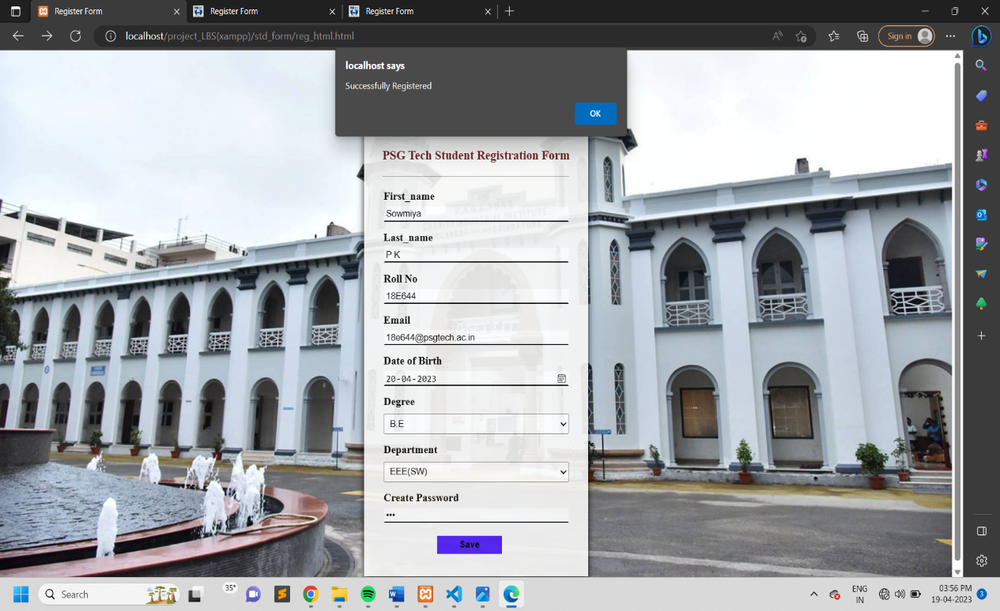 Register Form
Register Form
Register Form
localhost/project_LBS(xampp)/std_form/reg_html.html
Sign in
localhost says
Successfully Registered
OK
PSG Tech Student Registration Form
First_name
Sowmiya
Last_name
P K
Roll No
18E644
Email
18e644@psgtech.ac.in
Date of Birth
20-04-2023
Degree
B.E
Department
EEE(SW)
Create Password
•••
Save
Search
35°
ENG
IN
03:56 PM
19-04-2023
3